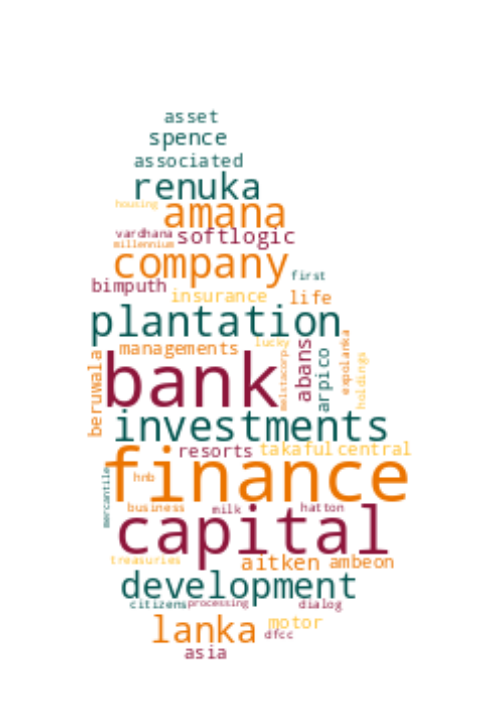 asset
spence
associated
renuka
housing
amana
vardhana
softlogic
millennium
company
first
bimputh
insurance
life
plantation
managements
lucky
expolanka
beruwala
bank
melstacorp
abans
arpico
holdings
investments
resorts
takaful
central
finance
hnb
mercantile
business
milk
hatton
capital
treasuries
aitken
ambeon
development
citizens
processing
dialog
lanka
motor
dfcc
asia